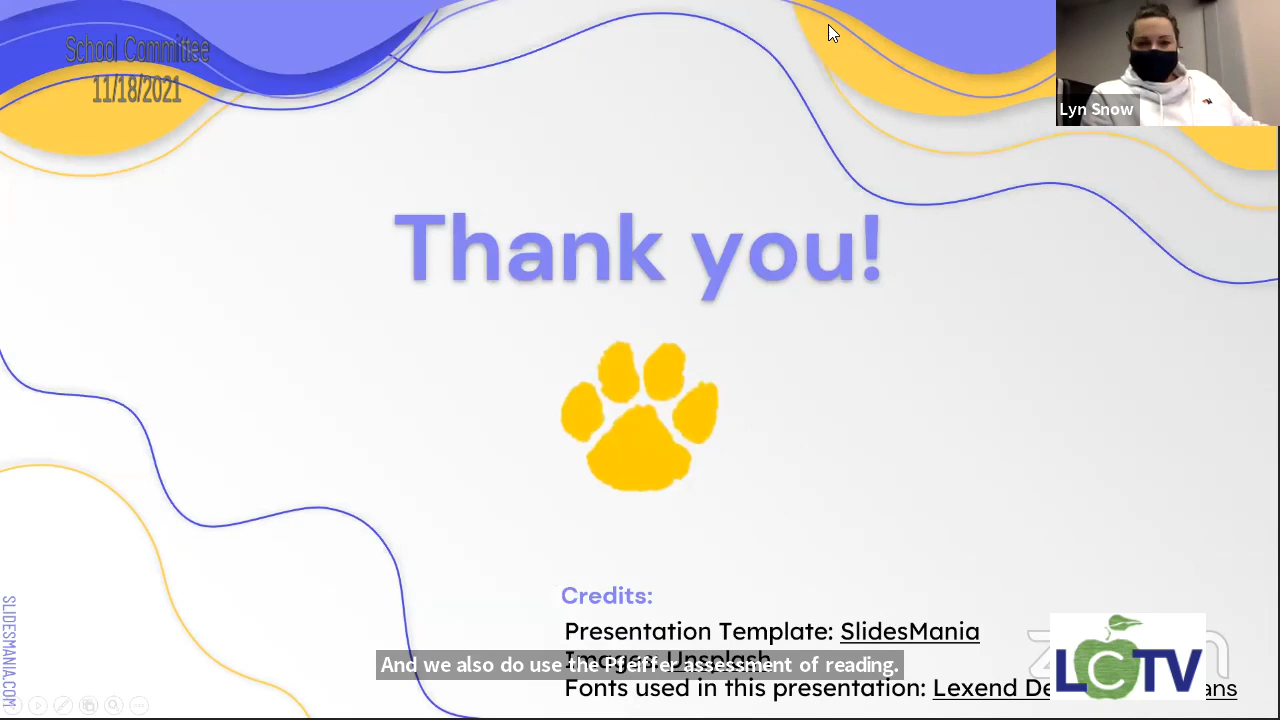 School Committee
11/18/2021
Lyn Snow
Thank you!
Credits:
Presentation Template: SlidesMania
And we also do use the Pfeiffer assessment of reading.
Fonts used in this presentation: Lexend De
ans
LCTV
SLIDESMANIA.COM